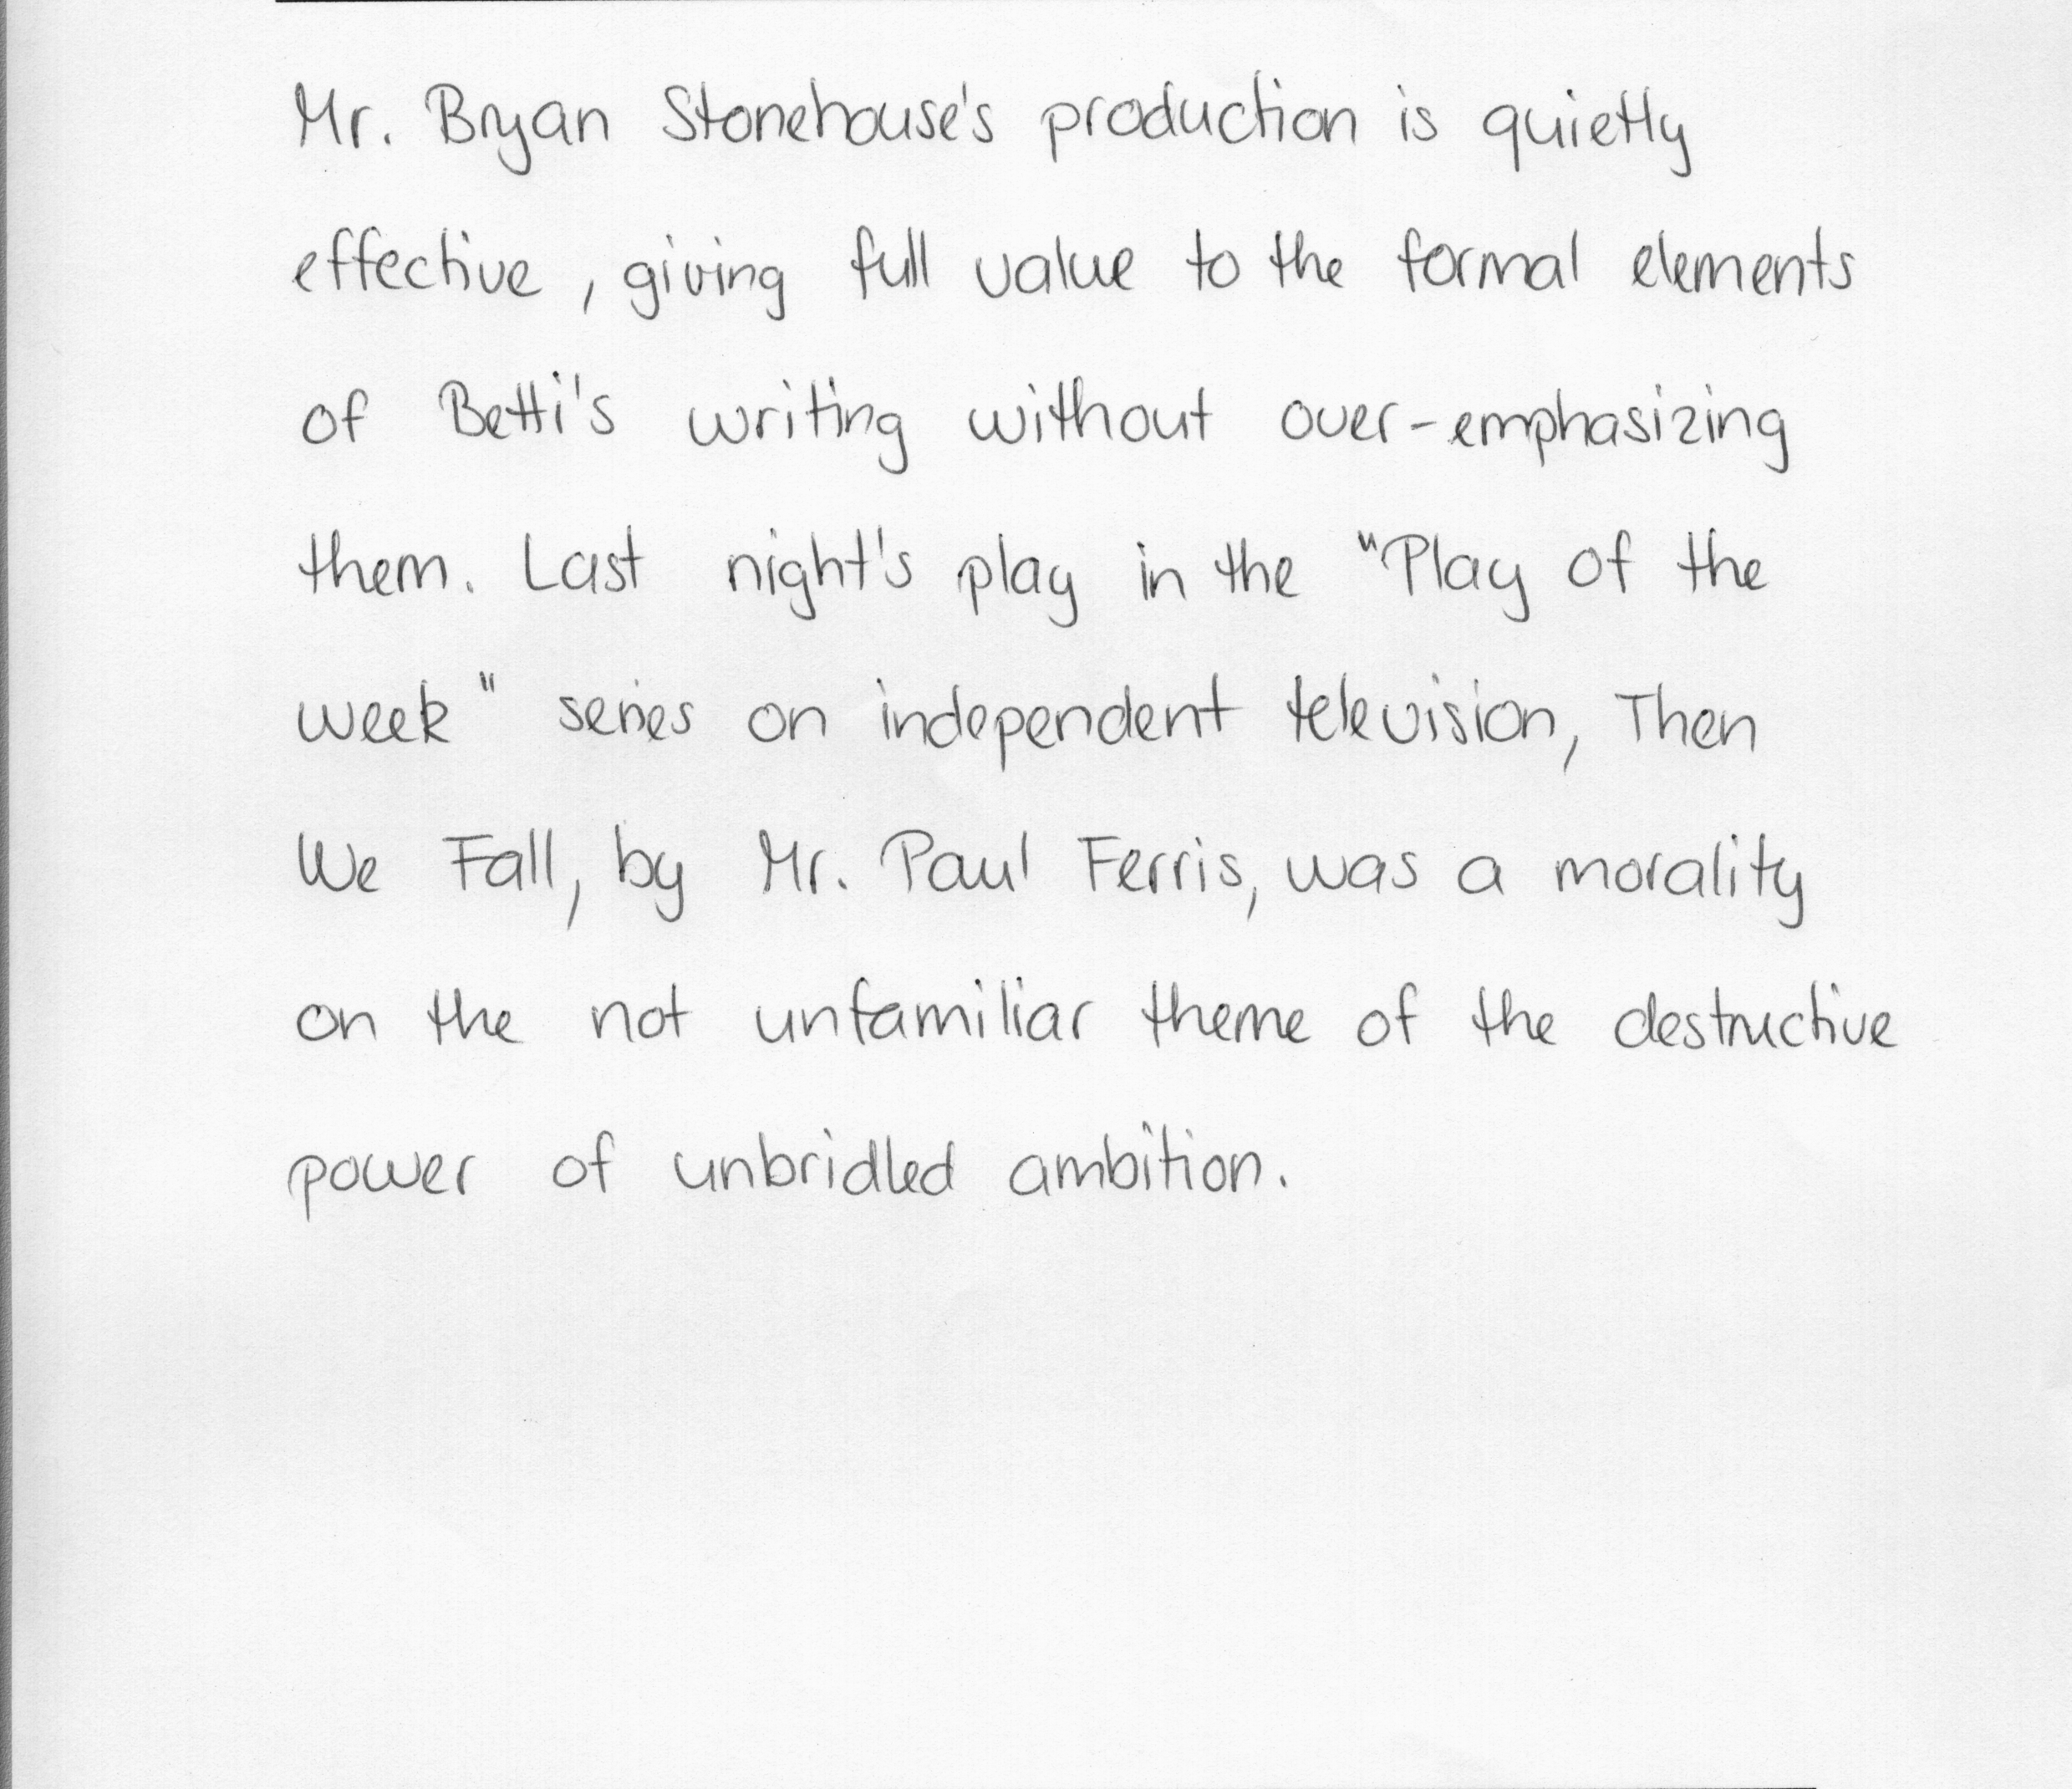 Mr. Bryan Stonehouse's production is quietly
effective, giving full value to the formal elements
of Betti's writing without over-emphasizing
them. Last night's play in the "Play of the
week" series on independent television, Then
We Fall, by Mr. Paul Ferris, was a morality
on the not unfamiliar theme of the destructive
power of unbridled ambition.